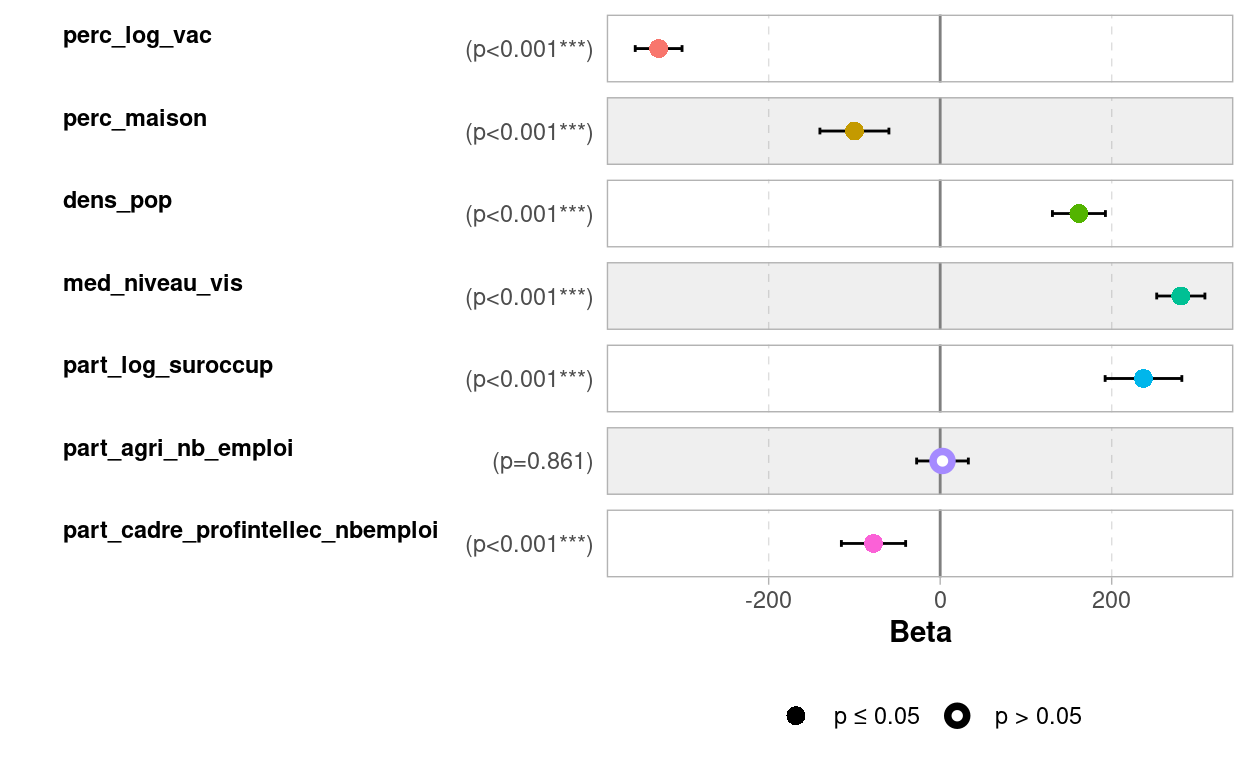 perc_log_vac
(p<0.001***)
perc_maison
(p<0.001***)
dens_pop
(p<0.001***)
med_niveau_vis
(p<0.001***)
part_log_suroccup
(p<0.001***)
part_agri_nb_emploi
(p=0.861)
part_cadre_profintellec_nbemploi
(p<0.001***)
-200 0 200
Beta
p ≤ 0.05 p > 0.05